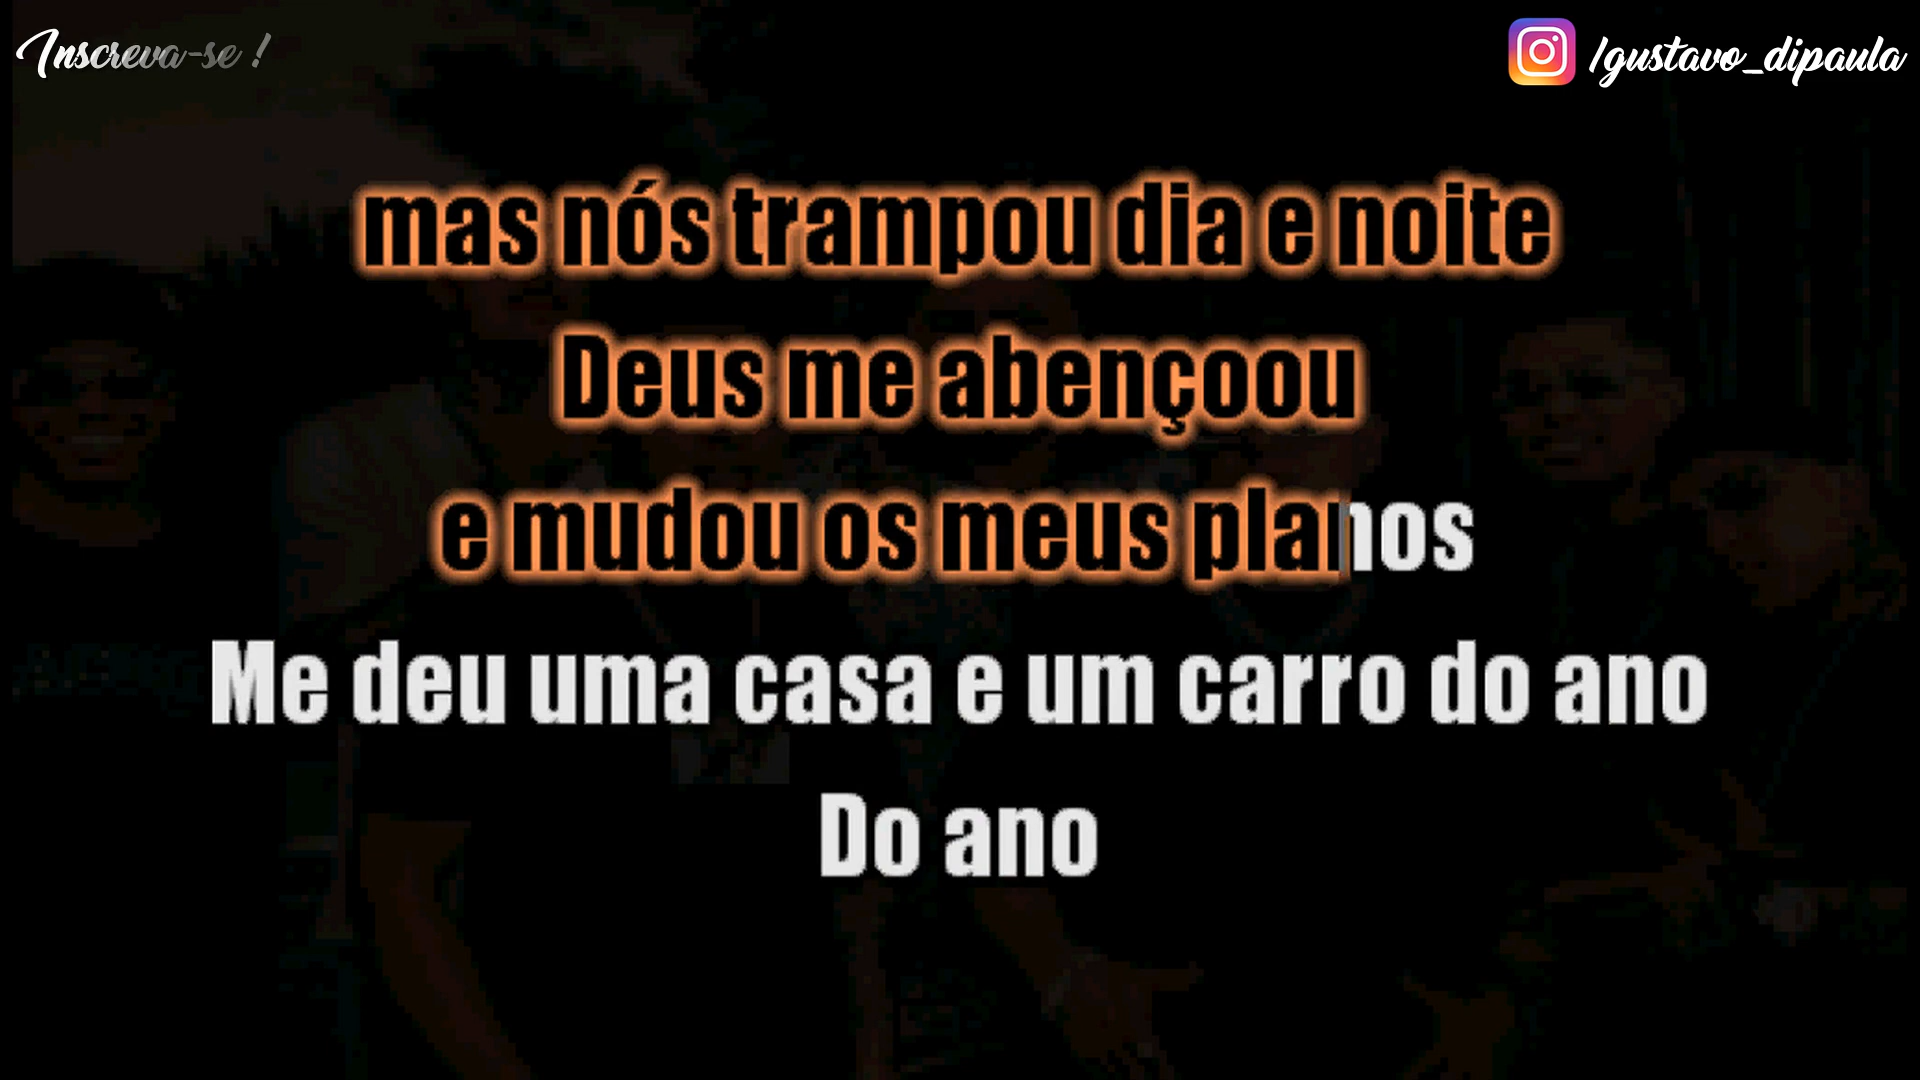 Inscreva-se !
/gustavo_dipaula
mas nós trampou dia e noite
Deus me abençoou
e mudou os meus planos
Me deu uma casa e um carro do ano
Do ano